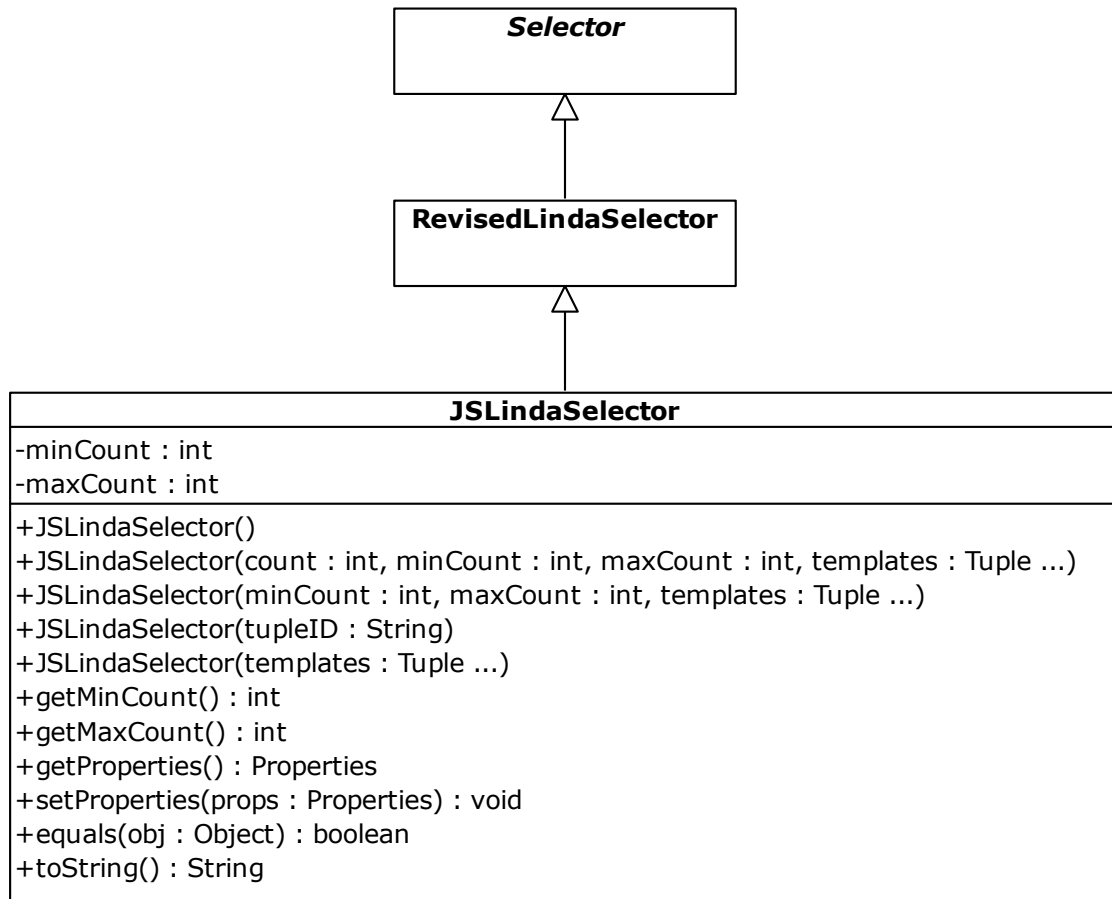 Selector
RevisedLindaSelector
JSLindaSelector
-minCount : int
-maxCount : int
+JSLindaSelector()
+JSLindaSelector(count : int, minCount : int, maxCount : int, templates : Tuple ...)
+JSLindaSelector(minCount : int, maxCount : int, templates : Tuple ...)
+JSLindaSelector(tupleID : String)
+JSLindaSelector(templates : Tuple ...)
+getMinCount() : int
+getMaxCount() : int
+getProperties() : Properties
+setProperties(props : Properties) : void
+equals(obj : Object) : boolean
+toString() : String